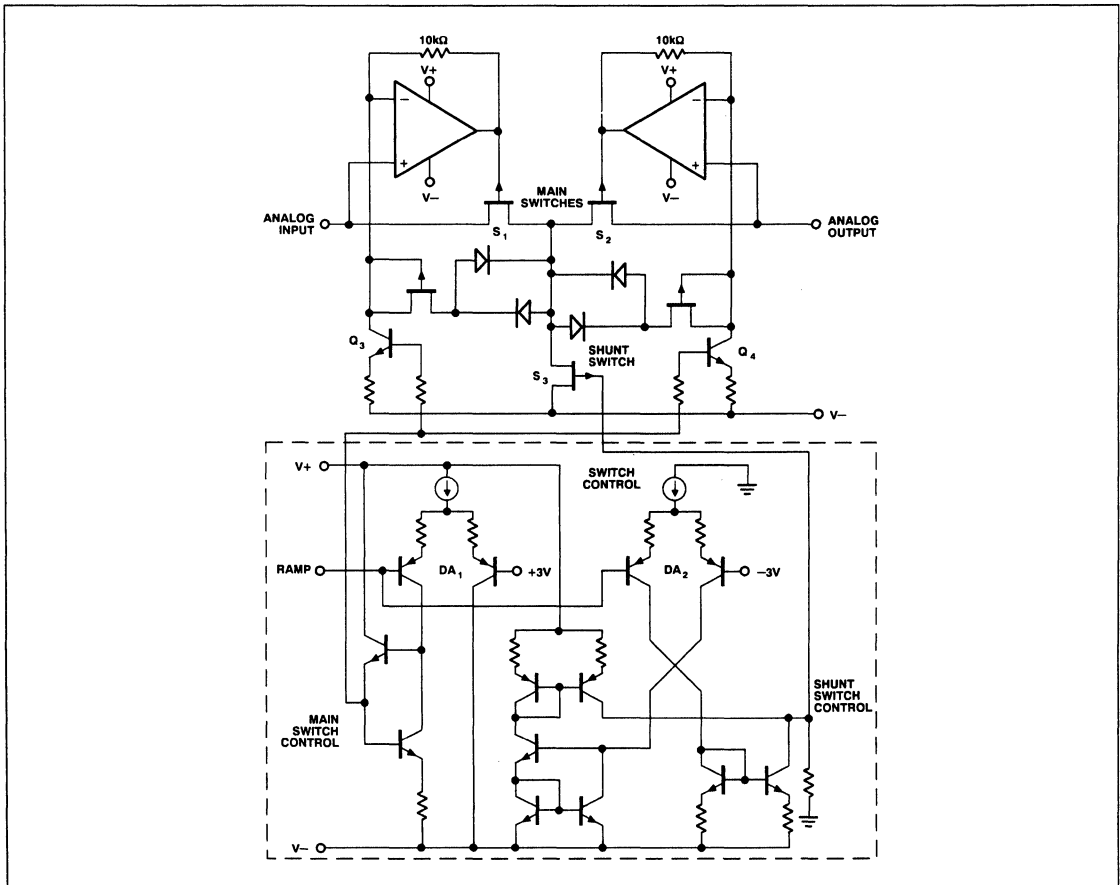 10kΩ
10kΩ
V+
V+
−
−
+
+
V−
V−
MAIN
SWITCHES
ANALOG
INPUT
ANALOG
OUTPUT
S1
S2
Q3
Q4
SHUNT
SWITCH
S3
V−
V+
SWITCH
CONTROL
RAMP
DA1
+3V
DA2
−3V
MAIN
SWITCH
CONTROL
SHUNT
SWITCH
CONTROL
V−